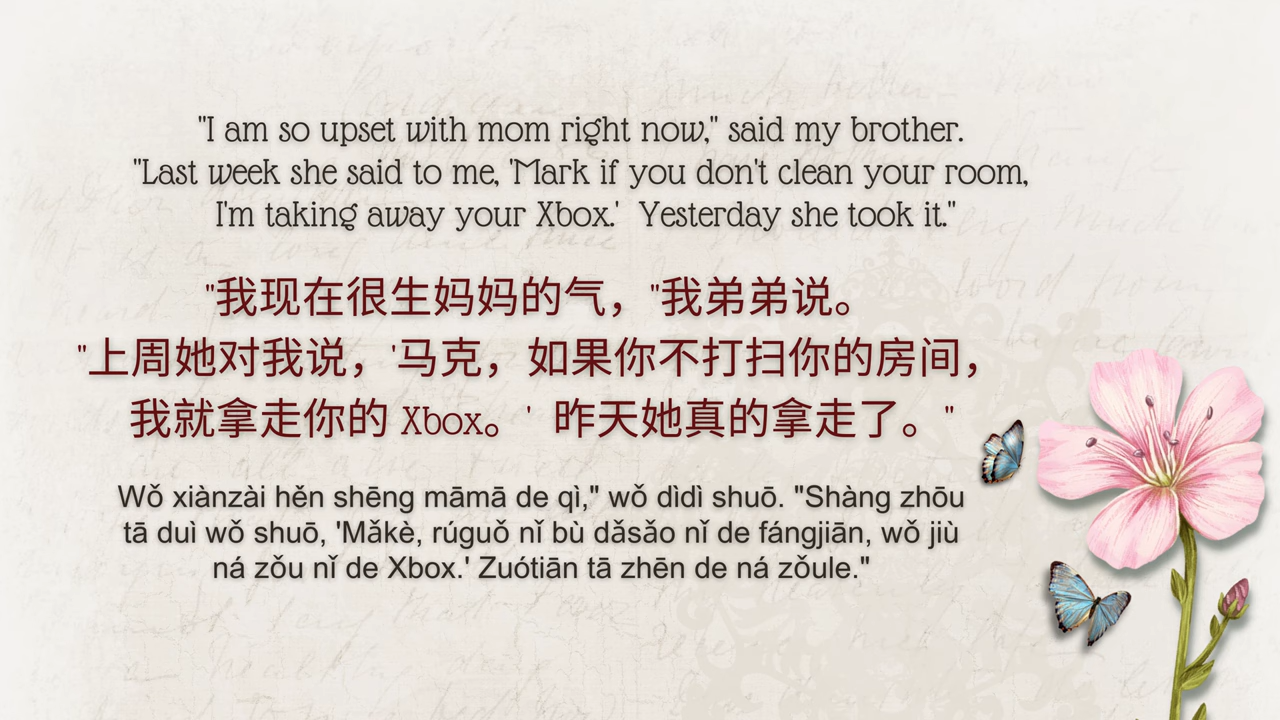 "I am so upset with mom right now," said my brother.
"Last week she said to me, 'Mark if you don't clean your room,
I'm taking away your Xbox.' Yesterday she took it."
"我现在很生妈妈的气，"我弟弟说。
"上周她对我说，'马克，如果你不打扫你的房间，
我就拿走你的 Xbox。' 昨天她真的拿走了。"
Wǒ xiànzài hěn shēng māmā de qì," wǒ dìdì shuō. "Shàng zhōu
tā duì wǒ shuō, 'Mǎkè, rúguǒ nǐ bù dǎsǎo nǐ de fángjiān, wǒ jiù
ná zǒu nǐ de Xbox.' Zuótiān tā zhēn de ná zǒule."